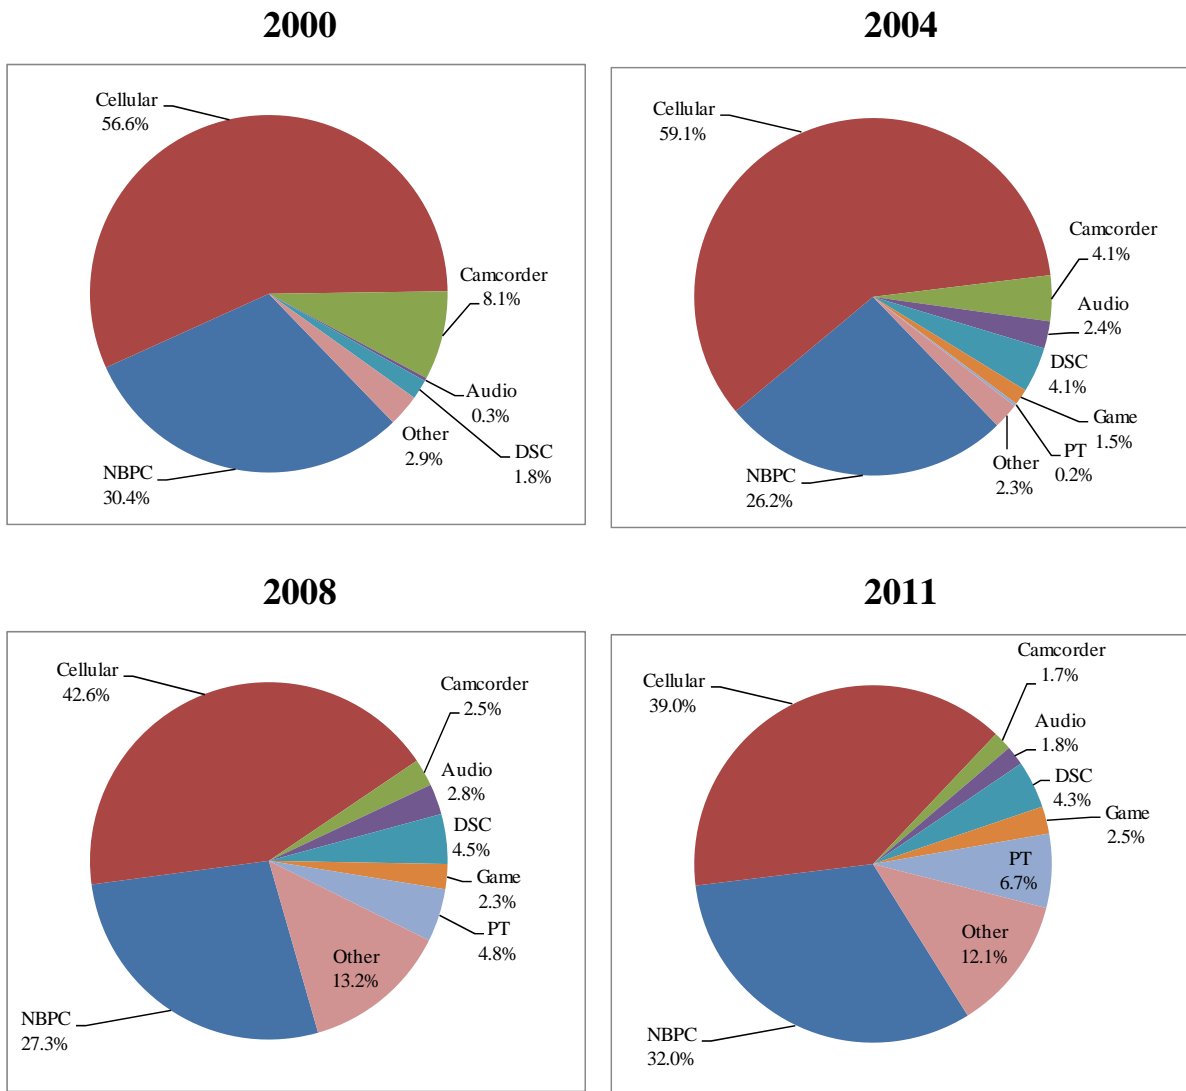 2000
Cellular
56.6%
Camcorder
8.1%
Audio
0.3%
DSC
1.8%
Other
2.9%
NBPC
30.4%
2004
Cellular
59.1%
Camcorder
4.1%
Audio
2.4%
DSC
4.1%
Game
1.5%
PT
0.2%
Other
2.3%
NBPC
26.2%
2008
Cellular
42.6%
Camcorder
2.5%
Audio
2.8%
DSC
4.5%
Game
2.3%
PT
4.8%
Other
13.2%
NBPC
27.3%
2011
Cellular
39.0%
Camcorder
1.7%
Audio
1.8%
DSC
4.3%
Game
2.5%
PT
6.7%
Other
12.1%
NBPC
32.0%